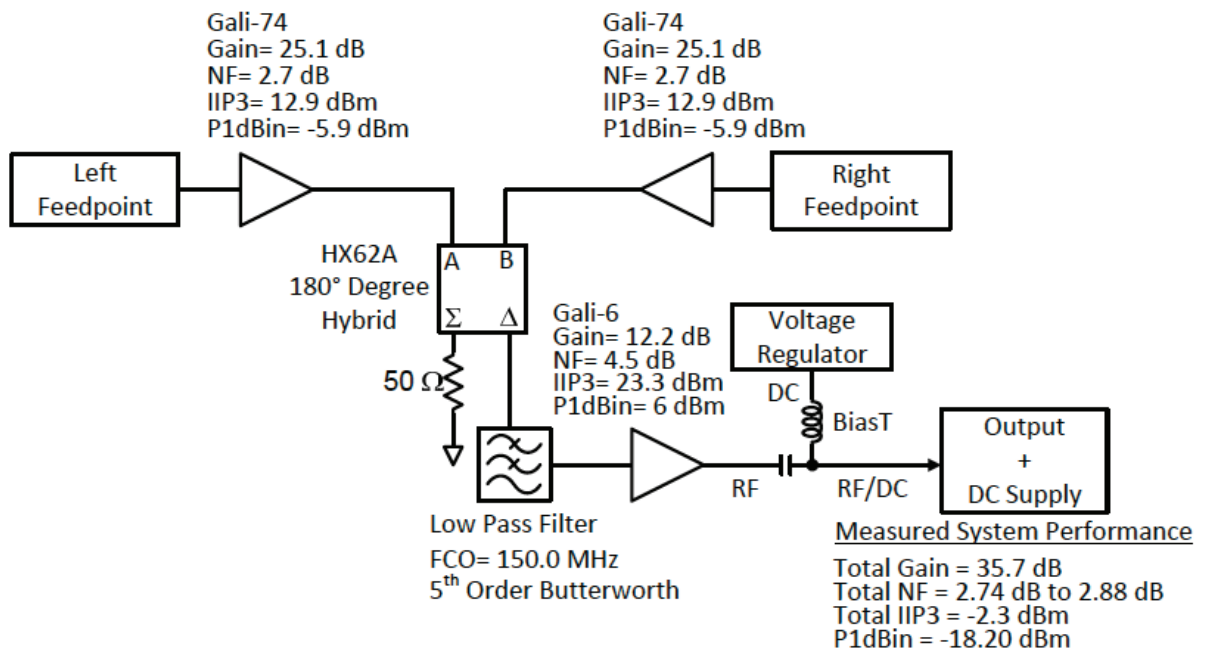 Gali-74
Gain= 25.1 dB
NF= 2.7 dB
IIP3= 12.9 dBm
P1dBin= -5.9 dBm
Gali-74
Gain= 25.1 dB
NF= 2.7 dB
IIP3= 12.9 dBm
P1dBin= -5.9 dBm
Left
Feedpoint
Right
Feedpoint
HX62A
180° Degree
Hybrid
A B
Σ Δ
50 Ω
Gali-6
Gain= 12.2 dB
NF= 4.5 dB
IIP3= 23.3 dBm
P1dBin= 6 dBm
Voltage
Regulator
DC
BiasT
RF
RF/DC
Output
+
DC Supply
Low Pass Filter
FCO= 150.0 MHz
5th Order Butterworth
Measured System Performance
Total Gain = 35.7 dB
Total NF = 2.74 dB to 2.88 dB
Total IIP3 = -2.3 dBm
P1dBin = -18.20 dBm